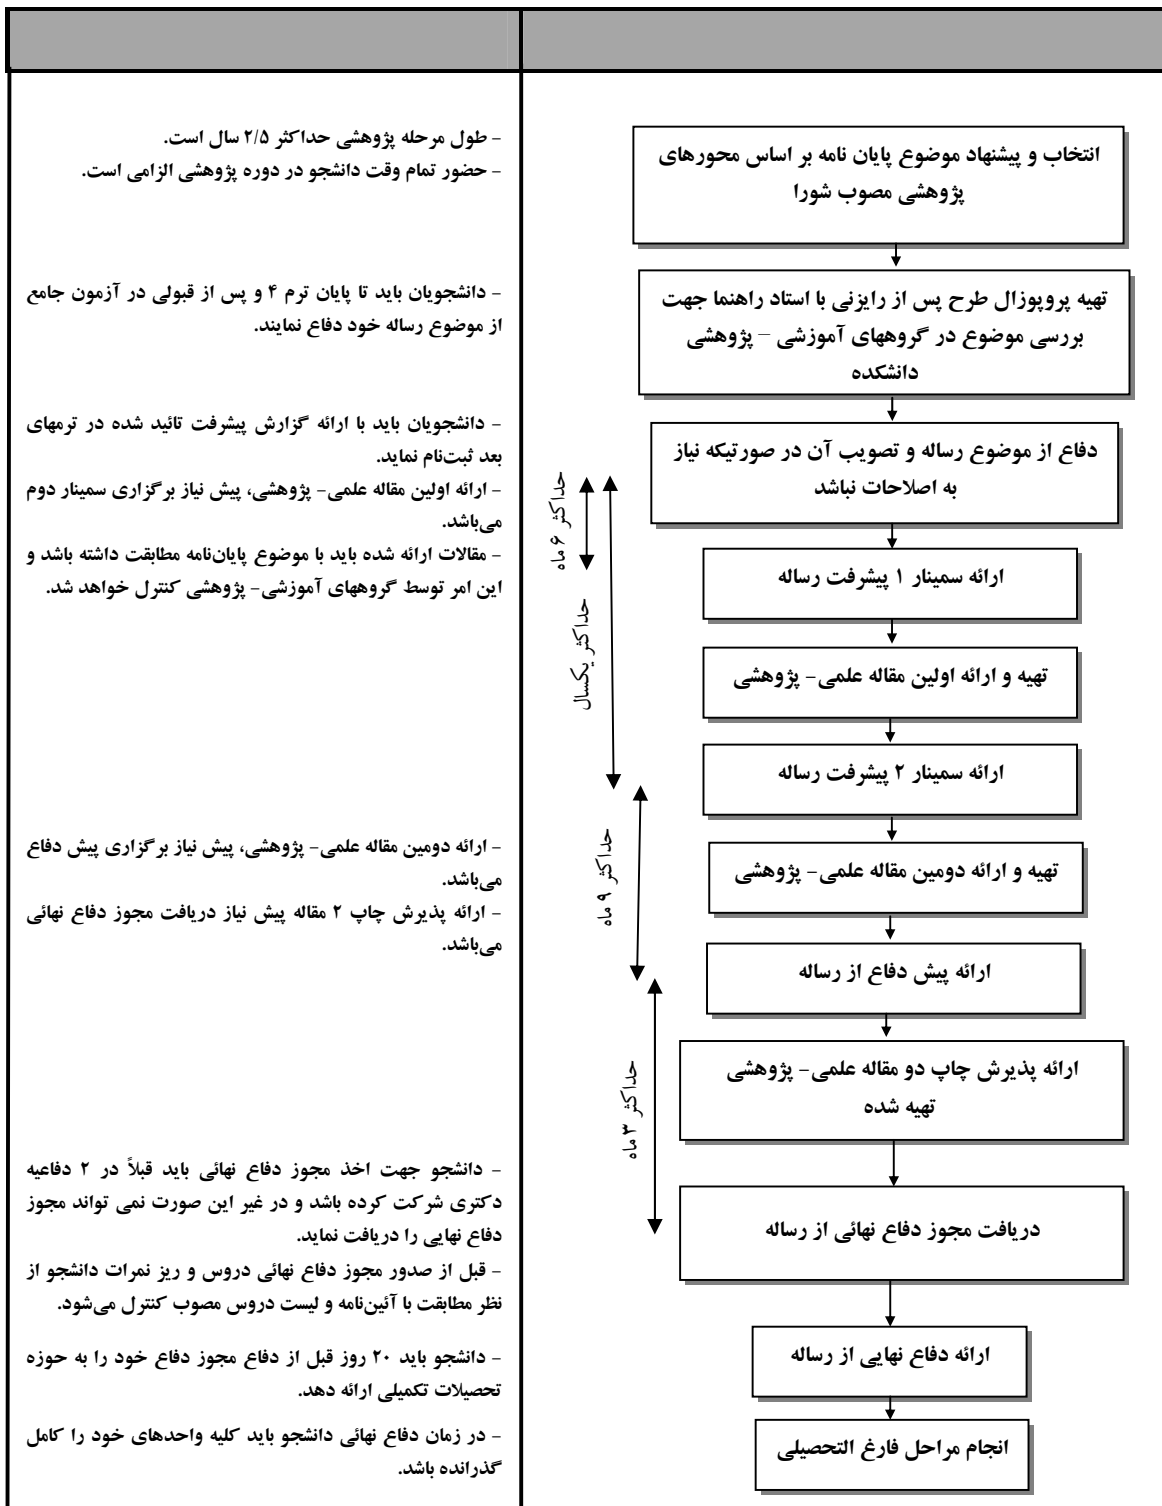 انتخاب و پیشنهاد موضوع پایان نامه بر اساس محورهای
پژوهشی مصوب شورا
تهیه پروپوزال طرح پس از رایزنی با استاد راهنما جهت
بررسی موضوع در گروههای آموزشی – پژوهشی
دانشکده
دفاع از موضوع رساله و تصویب آن در صورتیکه نیاز
به اصلاحات نباشد
ارائه سمینار ۱ پیشرفت رساله
تهیه و ارائه اولین مقاله علمی- پژوهشی
ارائه سمینار ۲ پیشرفت رساله
تهیه و ارائه دومین مقاله علمی- پژوهشی
ارائه پیش دفاع از رساله
ارائه پذیرش چاپ دو مقاله علمی- پژوهشی
تهیه شده
دریافت مجوز دفاع نهائی از رساله
ارائه دفاع نهایی از رساله
انجام مراحل فارغ التحصیلی
حداکثر ۶ ماه
حداکثر یکسال
حداکثر ۹ ماه
حداکثر ۳ ماه
- طول مرحله پژوهشی حداکثر ۲/۵ سال است.
- حضور تمام وقت دانشجو در دوره پژوهشی الزامی است.
- دانشجویان باید تا پایان ترم ۴ و پس از قبولی در آزمون جامع
از موضوع رساله خود دفاع نمایند.
- دانشجویان باید با ارائه گزارش پیشرفت تائید شده در ترمهای
بعد ثبت‌نام نماید.
- ارائه اولین مقاله علمی- پژوهشی، پیش نیاز برگزاری سمینار دوم
می‌باشد.
- مقالات ارائه شده باید با موضوع پایان‌نامه مطابقت داشته باشد و
این امر توسط گروههای آموزشی- پژوهشی کنترل خواهد شد.
- ارائه دومین مقاله علمی- پژوهشی، پیش نیاز برگزاری پیش دفاع
می‌باشد.
- ارائه پذیرش چاپ ۲ مقاله پیش نیاز دریافت مجوز دفاع نهائی
می‌باشد.
- دانشجو جهت اخذ مجوز دفاع نهائی باید قبلاً در ۲ دفاعیه
دکتری شرکت کرده باشد و در غیر این صورت نمی تواند مجوز
دفاع نهایی را دریافت نماید.
- قبل از صدور مجوز دفاع نهائی دروس و ریز نمرات دانشجو از
نظر مطابقت با آئین‌نامه و لیست دروس مصوب کنترل می‌شود.
- دانشجو باید ۲۰ روز قبل از دفاع مجوز دفاع خود را به حوزه
تحصیلات تکمیلی ارائه دهد.
- در زمان دفاع نهائی دانشجو باید کلیه واحدهای خود را کامل
گذرانده باشد.